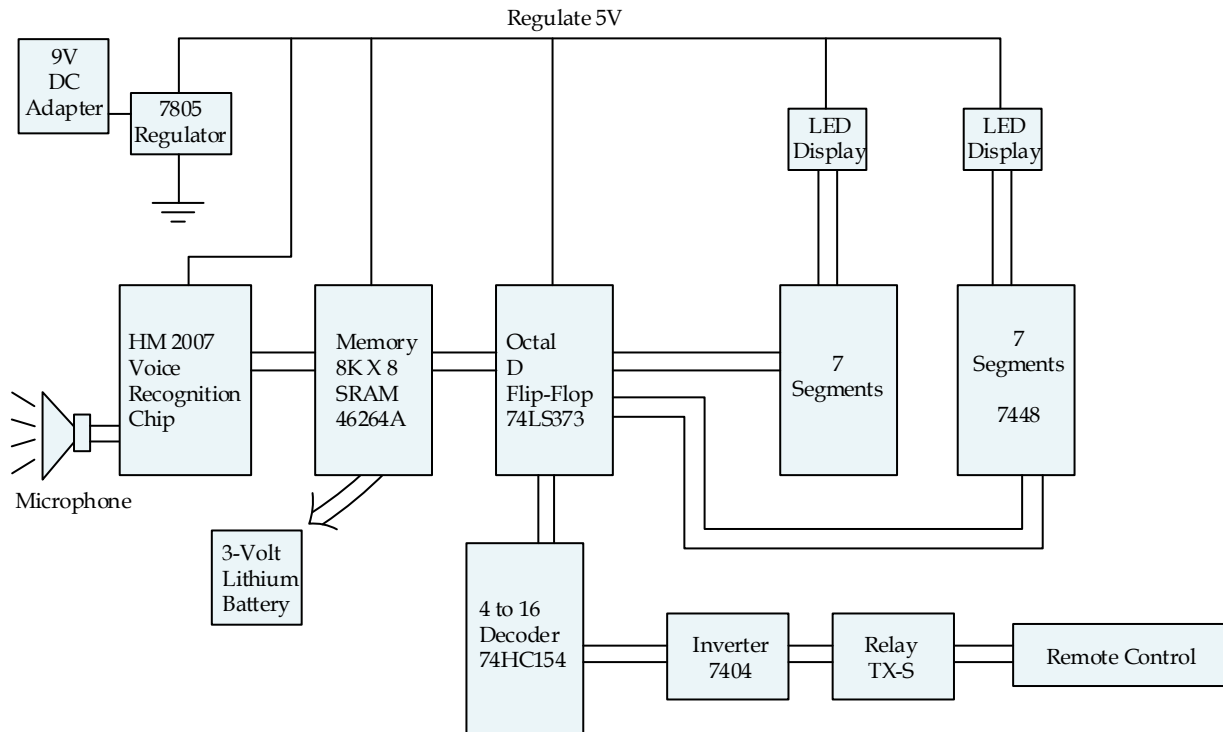 Regulate 5V
9V
DC
Adapter
7805
Regulator
LED
Display
LED
Display
HM 2007
Voice
Recognition
Chip
Memory
8K X 8
SRAM
46264A
Octal
D
Flip-Flop
74LS373
7
Segments
7
Segments
7448
Microphone
3-Volt
Lithium
Battery
4 to 16
Decoder
74HC154
Inverter
7404
Relay
TX-S
Remote Control